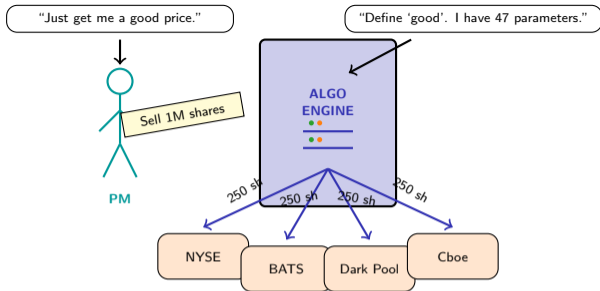 “Just get me a good price.”
“Define ‘good’. I have 47 parameters.”
ALGO
ENGINE
Sell 1M shares
PM
250 sh
250 sh
250 sh
250 sh
NYSE
BATS
Dark Pool
Cboe